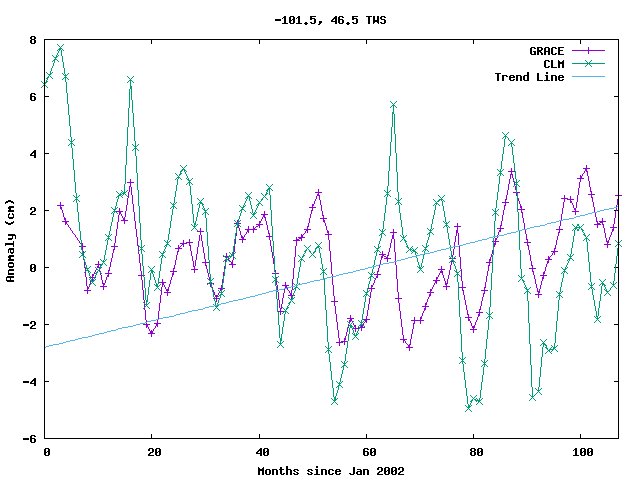 -101.5, 46.5 TWS
GRACE
CLM
Trend Line
8
6
4
2
0
-2
-4
-6
Anomaly (cm)
0 20 40 60 80 100
Months since Jan 2002